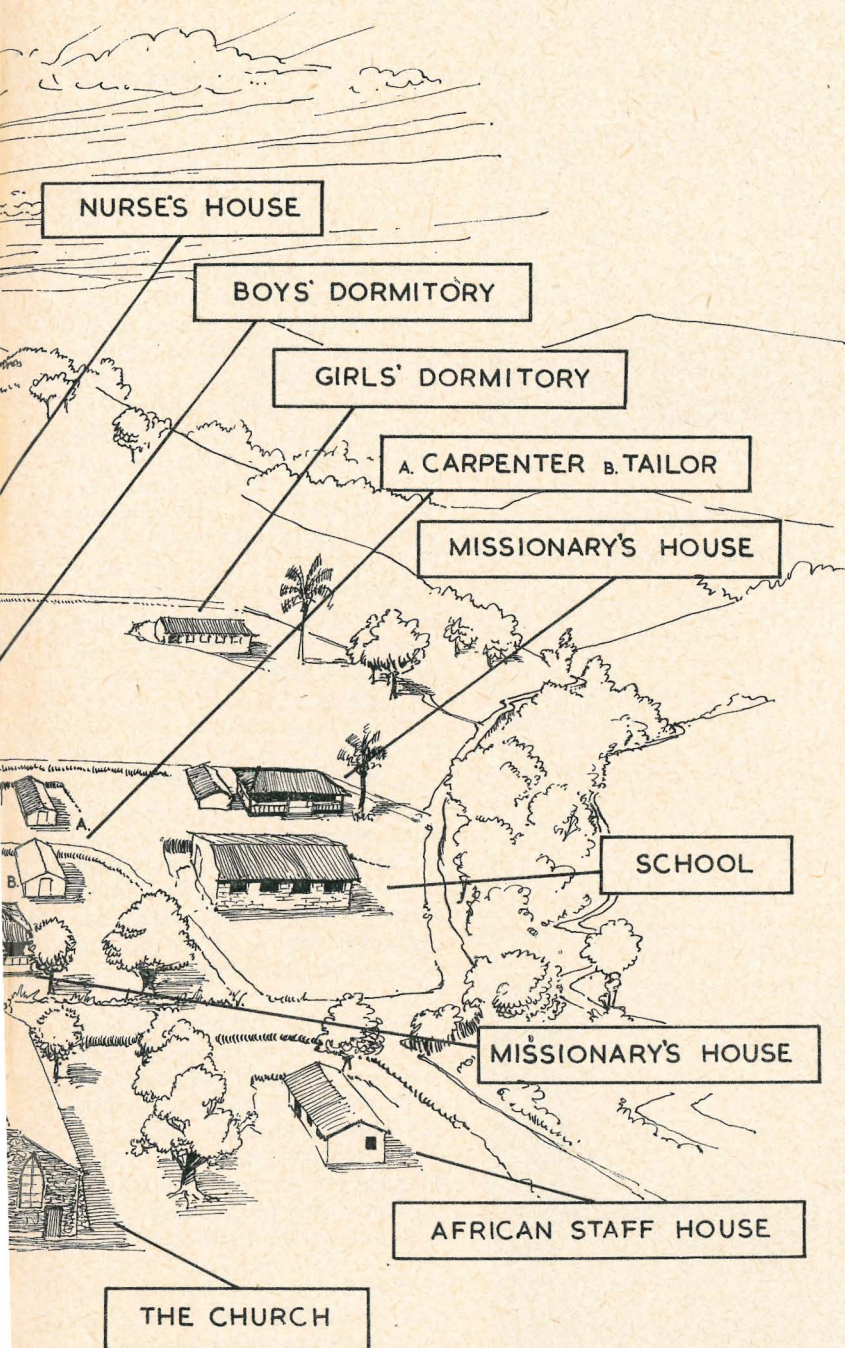 NURSE'S HOUSE
BOYS' DORMITORY
GIRLS' DORMITORY
A. CARPENTER B. TAILOR
MISSIONARY'S HOUSE
A.
SCHOOL
B.
MISSIONARY'S HOUSE
AFRICAN STAFF HOUSE
THE CHURCH